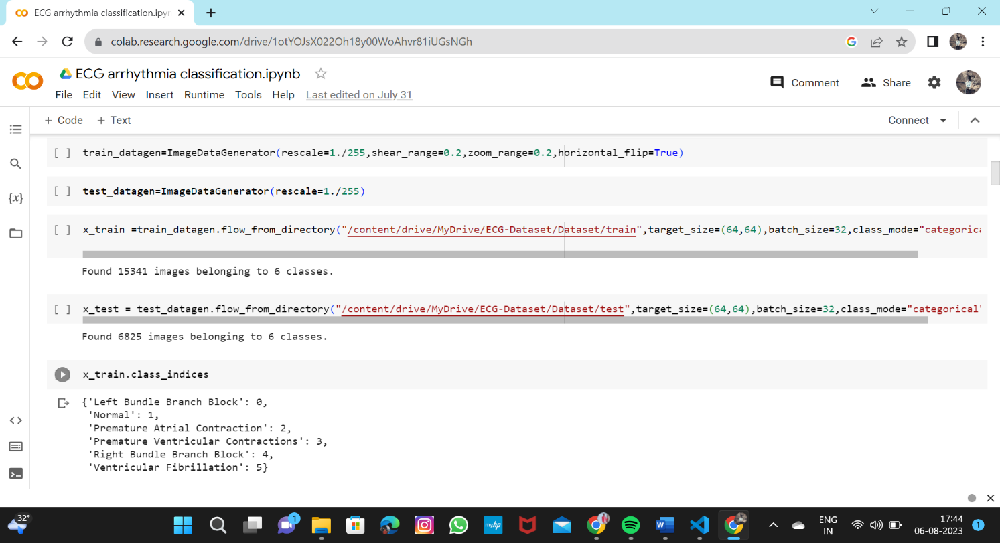 ECG arrhythmia classification.ipyn
colab.research.google.com/drive/1otYOJsX022Oh18y00WoAhvr81iUGsNGh
ECG arrhythmia classification.ipynb
Comment
Share
File Edit View Insert Runtime Tools Help Last edited on July 31
+ Code + Text
Connect
[ ] train_datagen=ImageDataGenerator(rescale=1./255,shear_range=0.2,zoom_range=0.2,horizontal_flip=True)
[ ] test_datagen=ImageDataGenerator(rescale=1./255)
[ ] x_train =train_datagen.flow_from_directory("/content/drive/MyDrive/ECG-Dataset/Dataset/train",target_size=(64,64),batch_size=32,class_mode="categorica
Found 15341 images belonging to 6 classes.
[ ] x_test = test_datagen.flow_from_directory("/content/drive/MyDrive/ECG-Dataset/Dataset/test",target_size=(64,64),batch_size=32,class_mode="categorical"
Found 6825 images belonging to 6 classes.
x_train.class_indices
{'Left Bundle Branch Block': 0,
'Normal': 1,
'Premature Atrial Contraction': 2,
'Premature Ventricular Contractions': 3,
'Right Bundle Branch Block': 4,
'Ventricular Fibrillation': 5}
{x}
32°
1
myhp
W
ENG
IN
17:44
06-08-2023
1